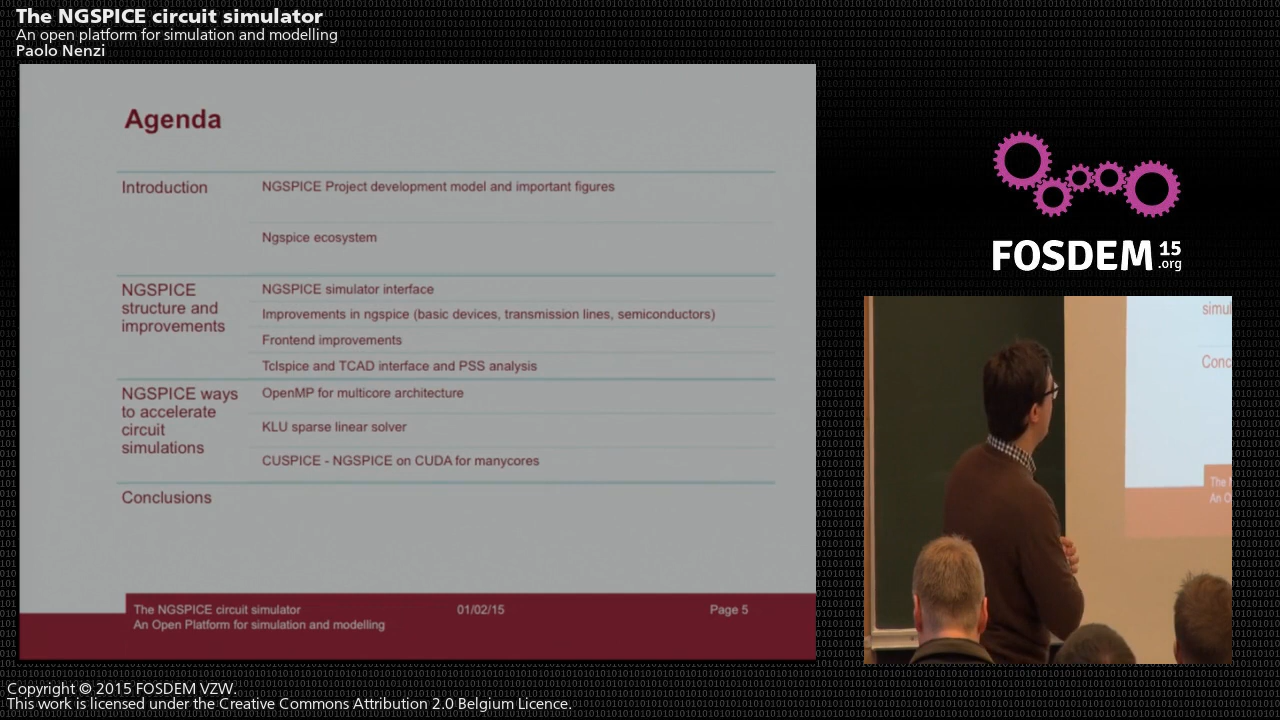 The NGSPICE circuit simulator
An open platform for simulation and modelling
Paolo Nenzi
Agenda
Introduction
NGSPICE Project development model and important figures
Ngspice ecosystem
NGSPICE
structure and
improvements
NGSPICE simulator interface
Improvements in ngspice (basic devices, transmission lines, semiconductors)
Frontend improvements
Tclspice and TCAD interface and PSS analysis
NGSPICE ways
to accelerate
circuit
simulations
OpenMP for multicore architecture
KLU sparse linear solver
CUSPICE - NGSPICE on CUDA for manycores
Conclusions
The NGSPICE circuit simulator
An Open Platform for simulation and modelling
01/02/15
Page 5
FOSDEM 15
.org
simul
Conc
The N
An O
Copyright © 2015 FOSDEM VZW.
This work is licensed under the Creative Commons Attribution 2.0 Belgium Licence.